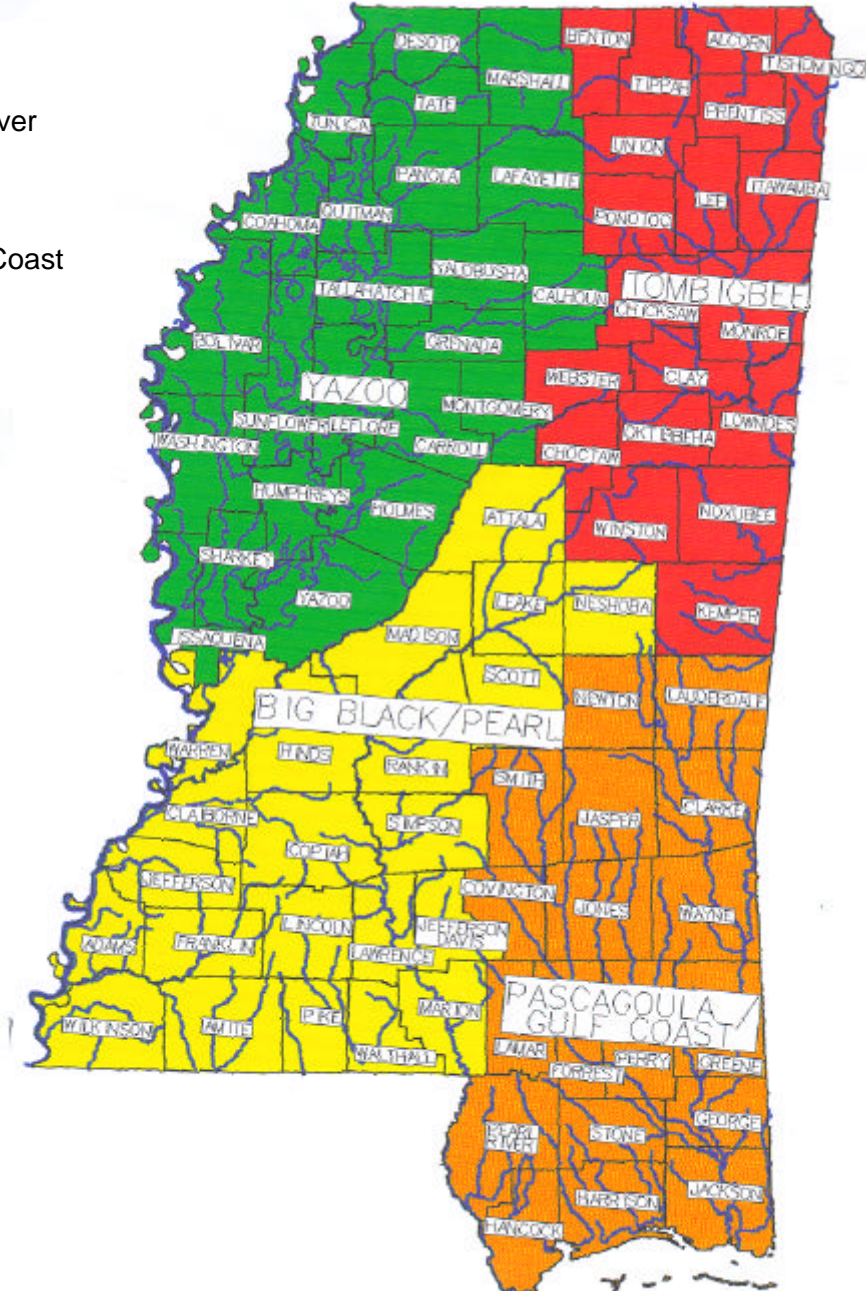 ver
Coast
DESOTO
BENTON
ALCORN
TISHOMINGO
MARSHALL
TIPPAH
TATE
PRENTISS
TUNICA
UNION
PANOLA
LAFAYETTE
LEE
ITAWAMBA
COAHOMA
QUITMAN
PONOTOC
YALOBUSHA
TALLAHATCHIE
CALHOUN
TOMBIGBEE
CHICKSAW
MONROE
BOLIVAR
GRENADA
YAZOO
WEBSTER
CLAY
MONTGOMERY
SUNFLOWER
LEFLORE
LOWNDES
WASHINGTON
CARROLL
CHOCTAW
OKTIBBEHA
HUMPHREYS
HOLMES
ATTALA
WINSTON
NOXUBEE
SHARKEY
YAZOO
LEAKE
NESHOBA
KEMPER
ISSAQUENA
MADISON
SCOTT
NEWTON
LAUDERDALE
BIG BLACK/PEARL
WARREN
HINDS
RANKIN
SMITH
CLAIBORNE
SIMPSON
JASPER
CLARKE
COPIAH
JEFFERSON
COVINGTON
JONES
WAYNE
ADAMS
FRANKLIN
LINCOLN
LAWRENCE
JEFFERSON
DAVIS
WILKINSON
AMITE
PIKE
MARION
WALTHALL
PASCAGOULA /
GULF COAST
LAMAR
FORREST
PERRY
GREENE
PEARL
RIVER
STONE
GEORGE
HARRISON
JACKSON
HANCOCK